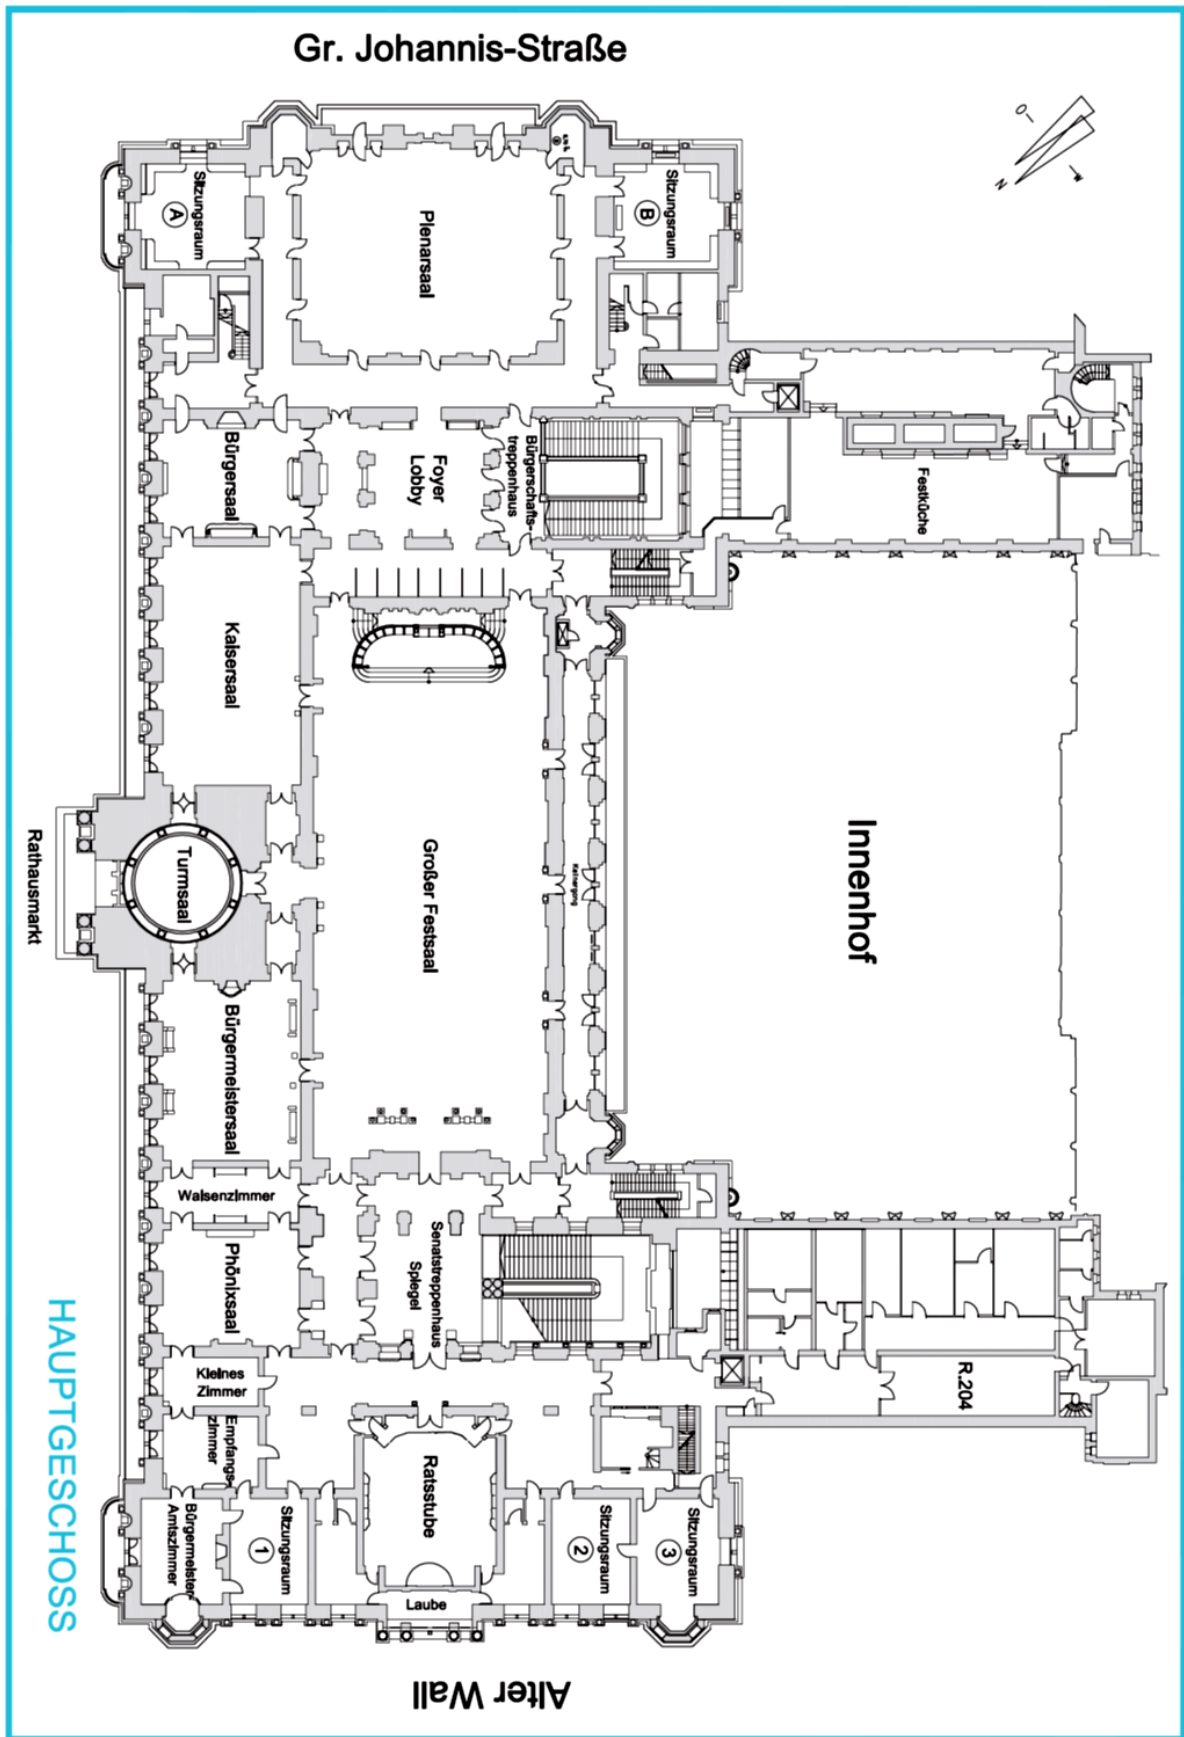 Gr. Johannis-Straße
O
W
N
Sitzungsraum
A
Plenarsaal
Sitzungsraum
B
Bürgersaal
Foyer
Lobby
Bürgerschafts-
treppenhaus
Festküche
Kaisersaal
Turmsaal
Rathausmarkt
Großer Festsaal
Innenhof
Bürgermeistersaal
Waisenzimmer
Phönixsaal
Senatstreppenhaus
Spiegel
Kleines
Zimmer
Empfangs-
zimmer
R.204
Bürgermeister
Amtszimmer
Sitzungsraum
1
Ratsstube
Laube
Sitzungsraum
2
Sitzungsraum
3
HAUPTGESCHOSS
Alter Wall